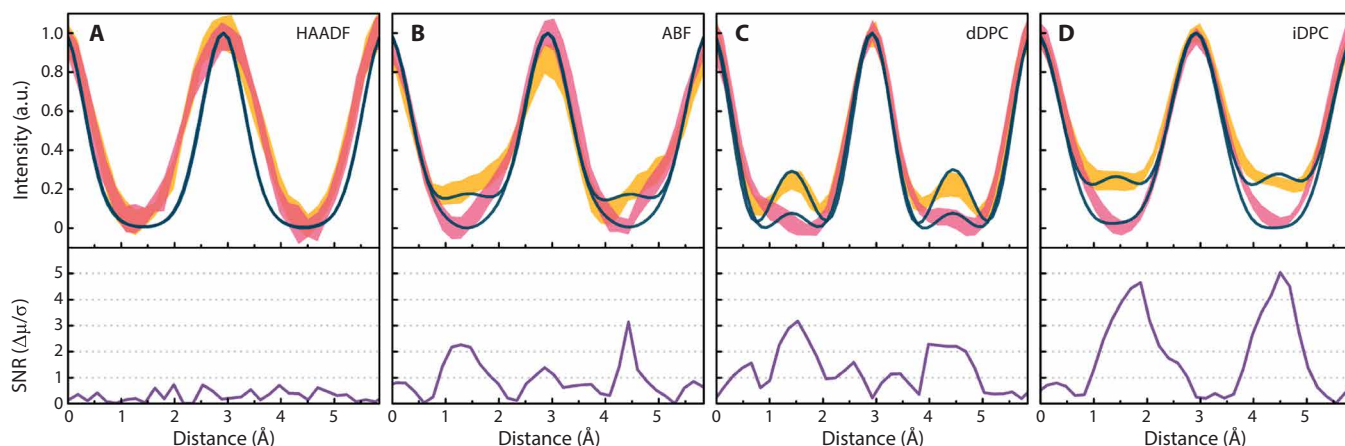 A HAADF B ABF C dDPC D iDPC
Intensity (a.u.)
1.0
0.8
0.6
0.4
0.2
0
SNR (Δμ/σ)
5
4
3
2
1
0
0 1 2 3 4 5 0 1 2 3 4 5 0 1 2 3 4 5 0 1 2 3 4 5
Distance (Å) Distance (Å) Distance (Å) Distance (Å)